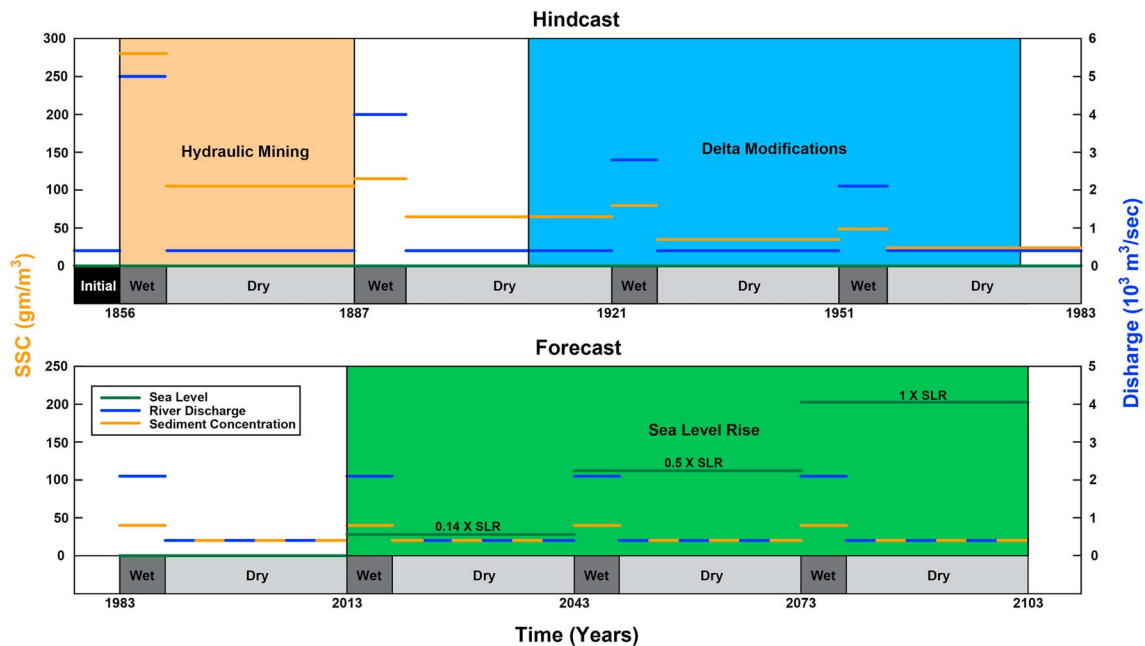 Hindcast
300
250
200
150
100
50
0
SSC (gm/m³)
6
5
4
3
2
1
0
Disharge (10³ m³/sec)
Hydraulic Mining
Delta Modifications
Initial Wet Dry Wet Dry Wet Dry Wet Dry
1856 1887 1921 1951 1983
Forecast
250
200
150
100
50
0
5
4
3
2
1
0
Sea Level
River Discharge
Sediment Concentration
1 X SLR
Sea Level Rise
0.5 X SLR
0.14 X SLR
Wet Dry Wet Dry Wet Dry Wet Dry
1983 2013 2043 2073 2103
Time (Years)